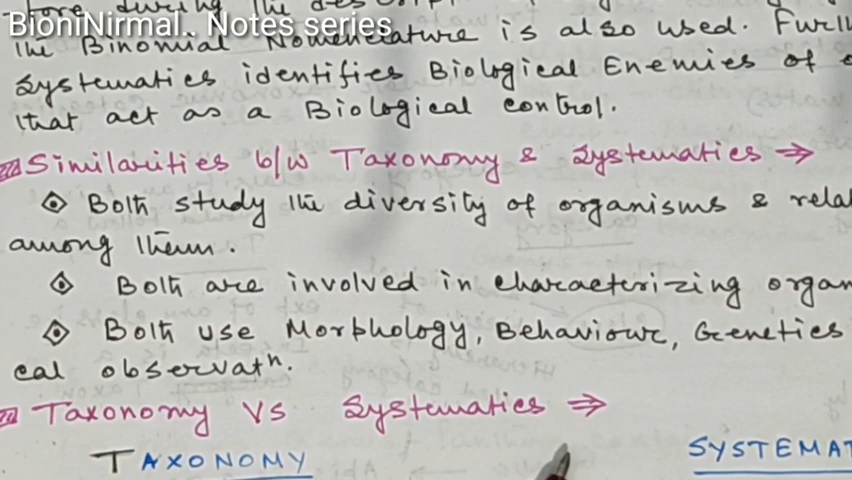 BioniNirmal.. Notes series
the Binomial Nomenclature is also used.
Systematics identifies Biological Enemies of
that act as a Biological control.
Similarities b/w Taxonomy & Systematics ⇒
Both study the diversity of organisms & rela
among them.
Both are involved in characterizing organ
Both use Morphology, Behaviour, Genetics
cal observatⁿ.
Taxonomy Vs Systematics ⇒
TAXONOMY SYSTEMAT